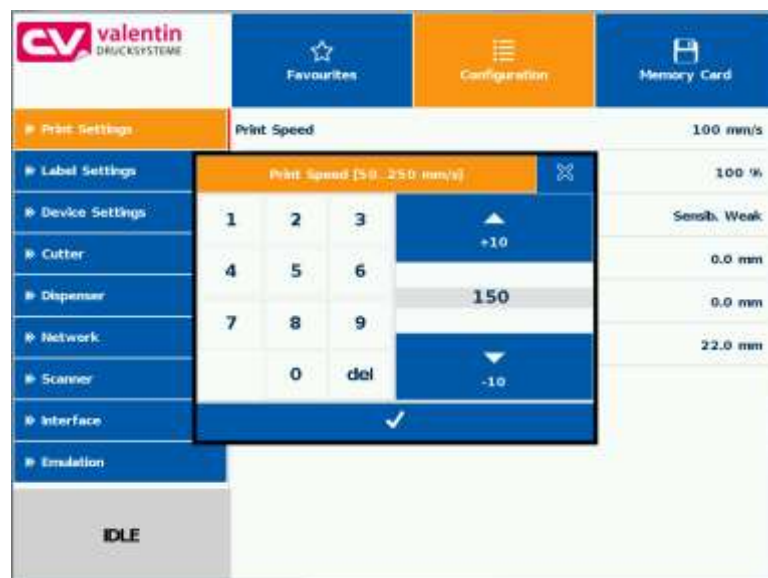 valentin
DRUCKSYSTEME
Favourites
Configuration
Memory Card
Print Settings
Print Speed
100 mm/s
Label Settings
Print Speed [50..250 mm/s]
100 %
Device Settings
1 2 3
+10
Sensib. Weak
Cutter
4 5 6
0.0 mm
Dispenser
150
0.0 mm
Network
7 8 9
22.0 mm
Scanner
0 del
-10
Interface
Emulation
IDLE